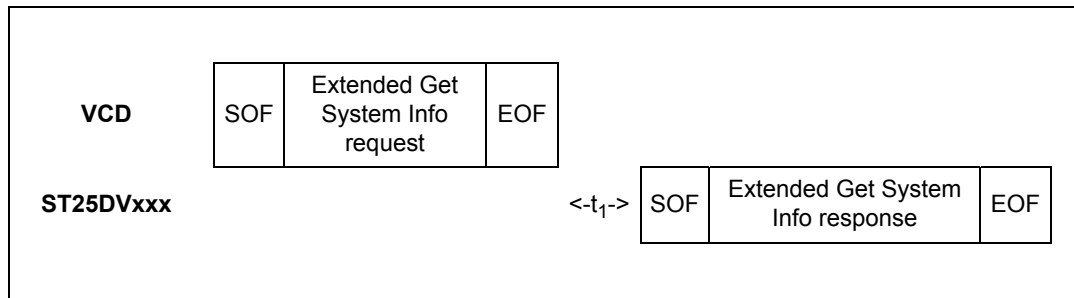 VCD
SOF
Extended Get
System Info
request
EOF
ST25DVxxx
<-t1->
SOF
Extended Get System
Info response
EOF